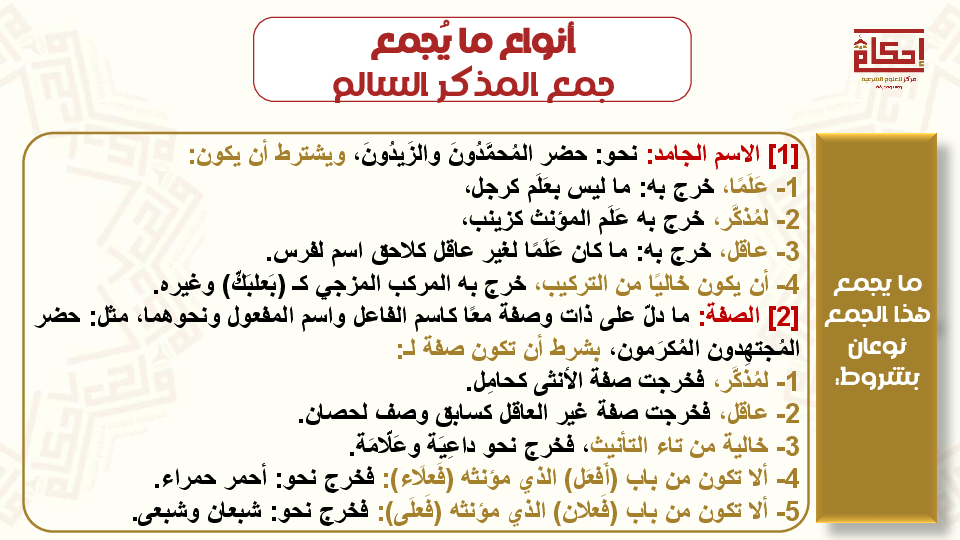 أنواع ما يُجمع
جمع المذكر السالم
إحكام
مركز للعلوم الشرعية
ما يجمع
هذا الجمع
نوعان
بشروط:
[1] الاسم الجامد: نحو: حضر المُحمَّدُونَ والزَيدُونَ، ويشترط أن يكون:
1- عَلَمًا، خرج به: ما ليس بعَلَم كرجل،
2- لمُذكَّر، خرج به عَلَم المؤنث كزينب،
3- عاقل، خرج به: ما كان عَلَمًا لغير عاقل كلاحق اسم لفرس.
4- أن يكون خاليًا من التركيب، خرج به المركب المزجي كـ (بَعلبَكّ) وغيره.
[2] الصفة: ما دلّ على ذات وصفة معًا كاسم الفاعل واسم المفعول ونحوهما، مثل: حضر
المُجتهِدون المُكرَمون، بشرط أن تكون صفة لـ:
1- لمُذكَّر، فخرجت صفة الأنثى كحامِل.
2- عاقل، فخرجت صفة غير العاقل كسابق وصف لحصان.
3- خالية من تاء التأنيث، فخرج نحو داعِيَة وعَلّامَة.
4- ألا تكون من باب (أفعَل) الذي مؤنثه (فَعلَاء): فخرج نحو: أحمر حمراء.
5- ألا تكون من باب (فَعلان) الذي مؤنثه (فَعلَى): فخرج نحو: شبعان وشبعى.